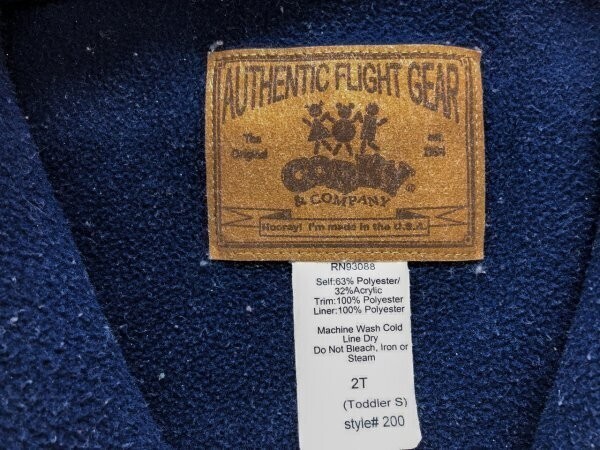 AUTHENTIC FLIGHT GEAR
The
Original
est.
1984
CORKY
& COMPANY
Hooray! I'm made in the U.S.A.
RN93088
Self:63% Polyester/
32%Acrylic
Trim:100% Polyester
Liner:100% Polyester
Machine Wash Cold
Line Dry
Do Not Bleach, Iron or
Steam
2T
(Toddler S)
style# 200